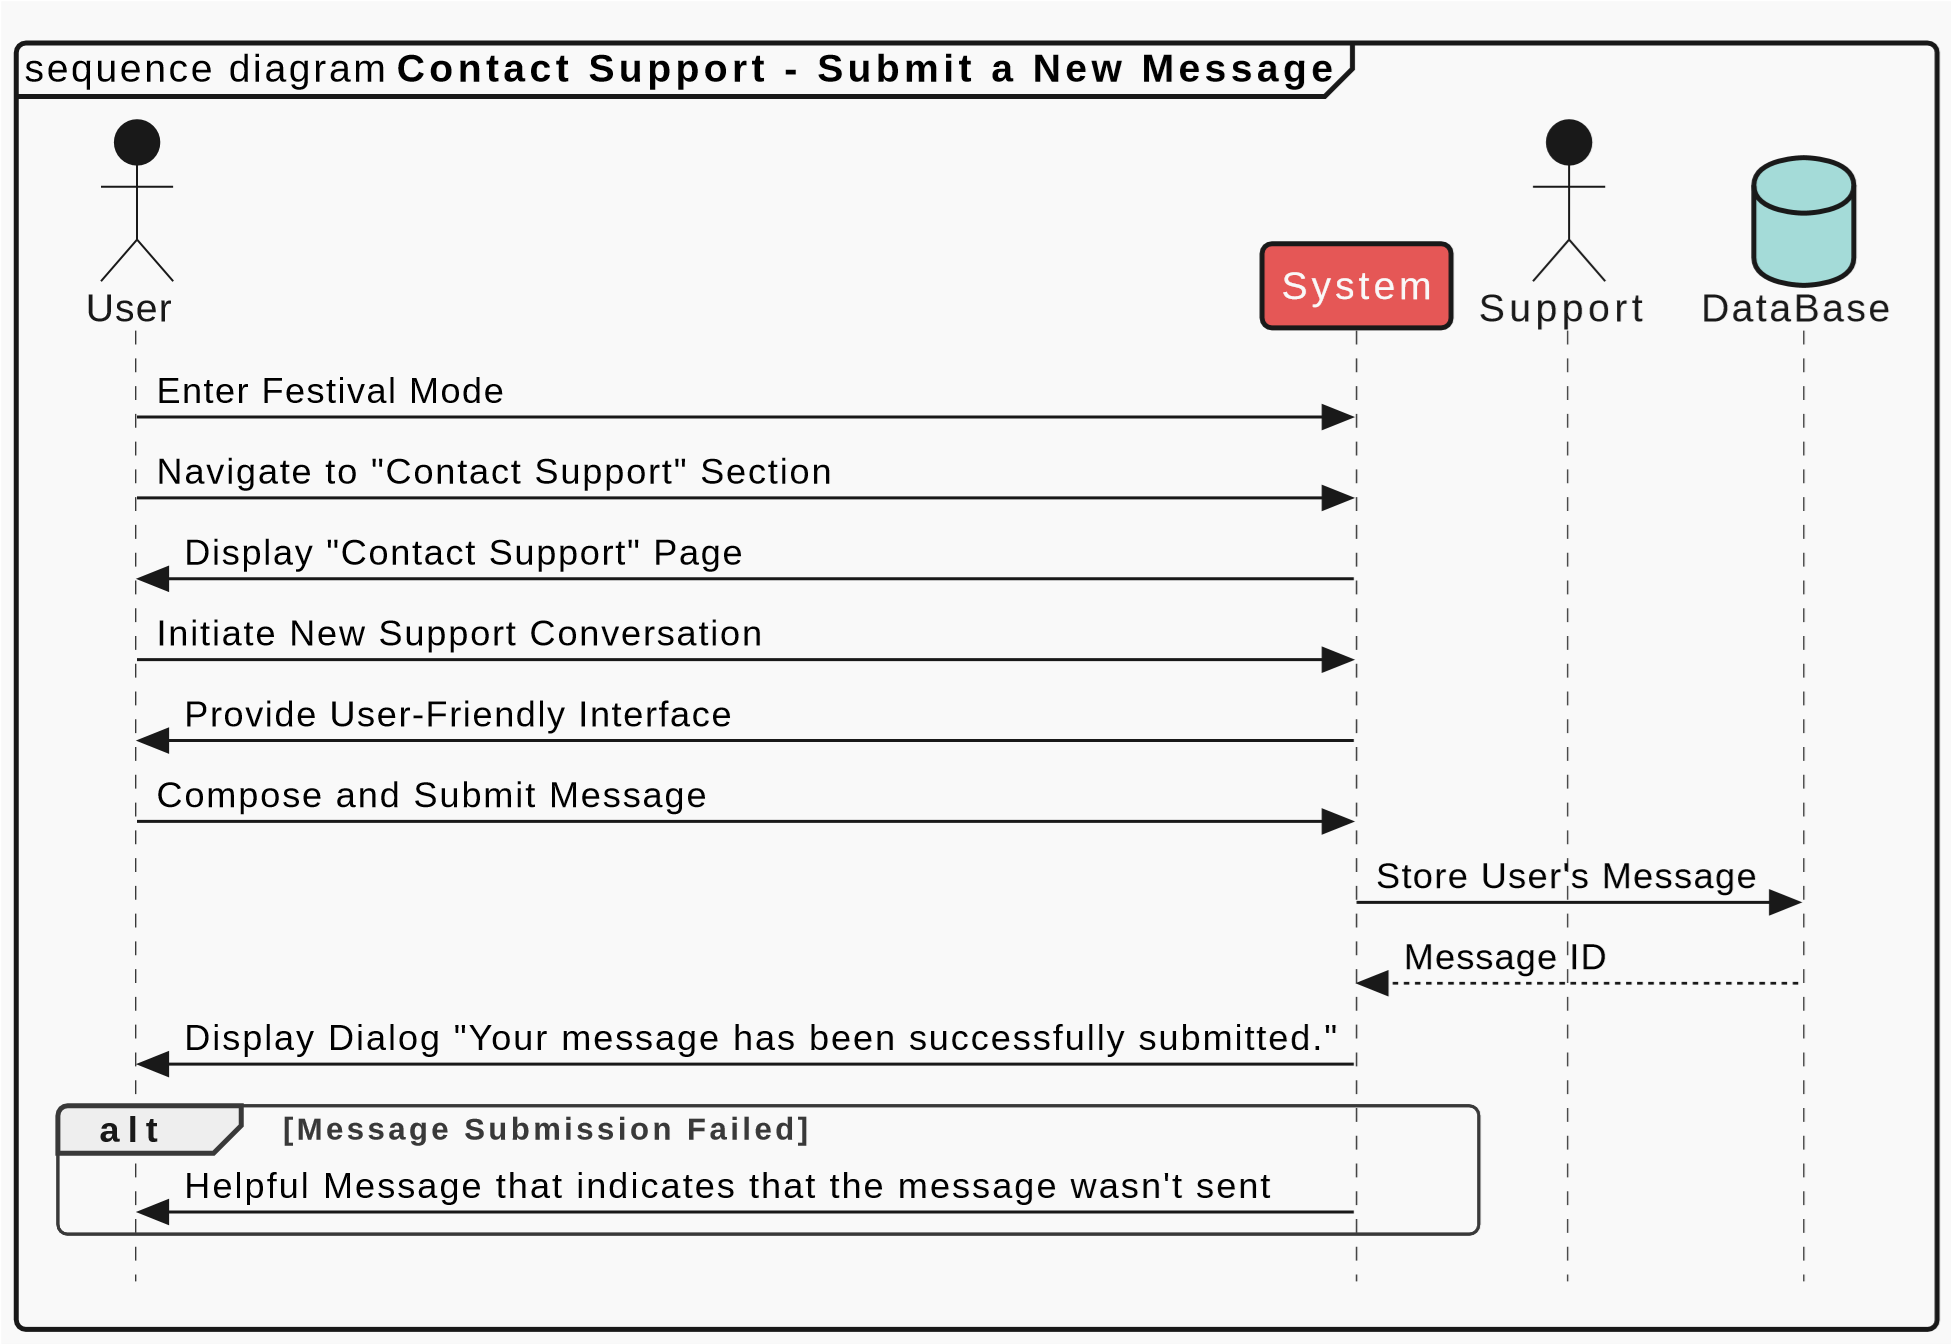 sequence diagram Contact Support - Submit a New Message
User
System
Support
DataBase
Enter Festival Mode
Navigate to "Contact Support" Section
Display "Contact Support" Page
Initiate New Support Conversation
Provide User-Friendly Interface
Compose and Submit Message
Store User's Message
Message ID
Display Dialog "Your message has been successfully submitted."
alt [Message Submission Failed]
Helpful Message that indicates that the message wasn't sent